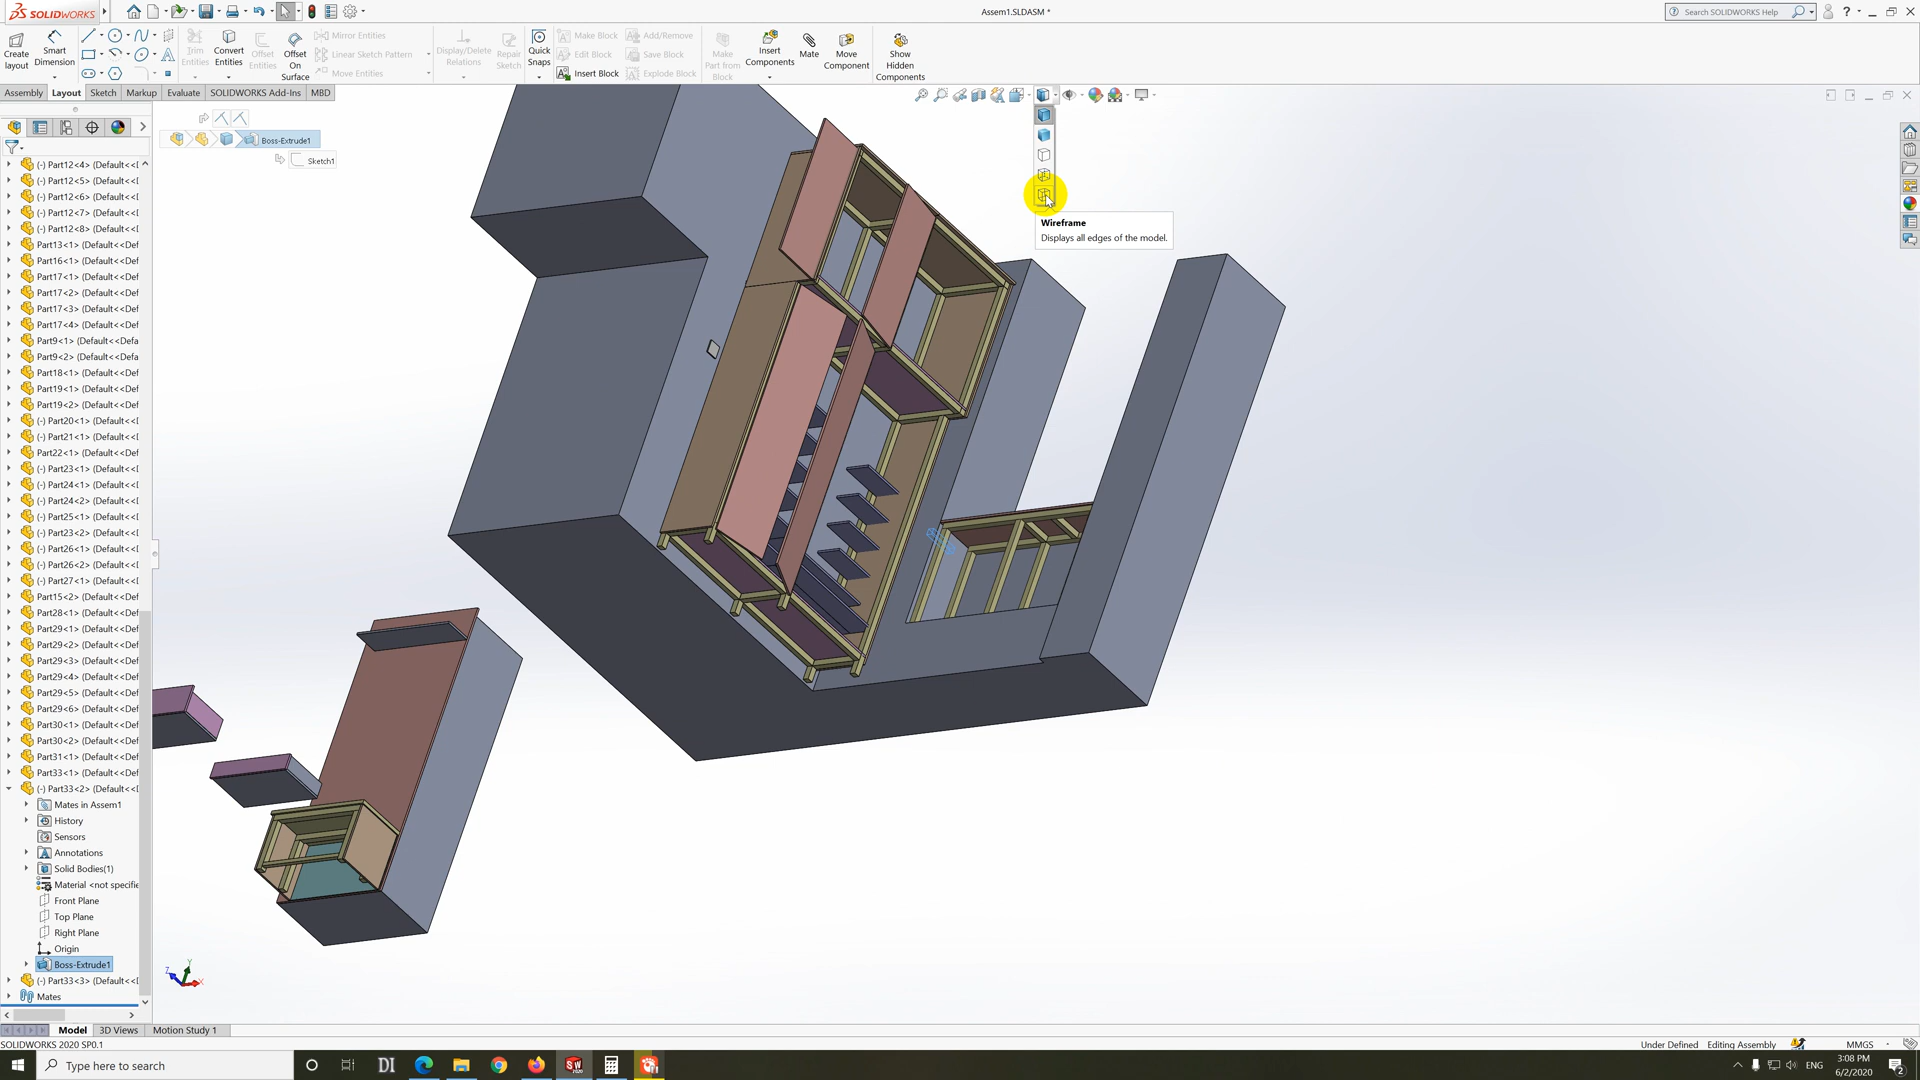 SOLIDWORKS
Assem1.SLDASM *
Search SOLIDWORKS Help
Create layout
Smart Dimension
Trim Entities
Convert Entities
Offset Entities
Offset On Surface
Mirror Entities
Linear Sketch Pattern
Move Entities
Display/Delete Relations
Repair Sketch
Quick Snaps
Make Block
Edit Block
Insert Block
Add/Remove
Save Block
Explode Block
Make Part from Block
Insert Components
Mate
Move Component
Show Hidden Components
Assembly
Layout
Sketch
Markup
Evaluate
SOLIDWORKS Add-Ins
MBD
Boss-Extrude1
Sketch1
Wireframe
Displays all edges of the model.
(-) Part12<4> (Default<<
(-) Part12<5> (Default<<
(-) Part12<6> (Default<<
(-) Part12<7> (Default<<
(-) Part12<8> (Default<<
(-) Part13<1> (Default<<
(-) Part16<1> (Default<<
(-) Part17<1> (Default<<
(-) Part17<2> (Default<<
(-) Part17<3> (Default<<
(-) Part17<4> (Default<<
(-) Part9<1> (Default<<Defa
(-) Part9<2> (Default<<Defa
(-) Part18<1> (Default<<Def
(-) Part19<1> (Default<<Def
(-) Part19<2> (Default<<Def
(-) Part20<1> (Default<<Def
(-) Part21<1> (Default<<Def
(-) Part22<1> (Default<<Def
(-) Part23<1> (Default<<Def
(-) Part24<1> (Default<<Def
(-) Part24<2> (Default<<Def
(-) Part25<1> (Default<<Def
(-) Part23<2> (Default<<Def
(-) Part26<1> (Default<<Def
(-) Part26<2> (Default<<Def
(-) Part27<1> (Default<<Def
(-) Part15<2> (Default<<Def
(-) Part28<1> (Default<<Def
(-) Part29<1> (Default<<Def
(-) Part29<2> (Default<<Def
(-) Part29<3> (Default<<Def
(-) Part29<4> (Default<<Def
(-) Part29<5> (Default<<Def
(-) Part29<6> (Default<<Def
(-) Part30<1> (Default<<Def
(-) Part30<2> (Default<<Def
(-) Part31<1> (Default<<Def
(-) Part33<1> (Default<<Def
(-) Part33<2> (Default<<Def
Mates in Assem1
History
Sensors
Annotations
Solid Bodies(1)
Material <not specifie
Front Plane
Top Plane
Right Plane
Origin
Boss-Extrude1
(-) Part33<3> (Default<<
Mates
Z Y X
Model
3D Views
Motion Study 1
SOLIDWORKS 2020 SP0.1
Under Defined
Editing Assembly
MMGS
Type here to search
DI
ENG
3:08 PM
6/2/2020
2